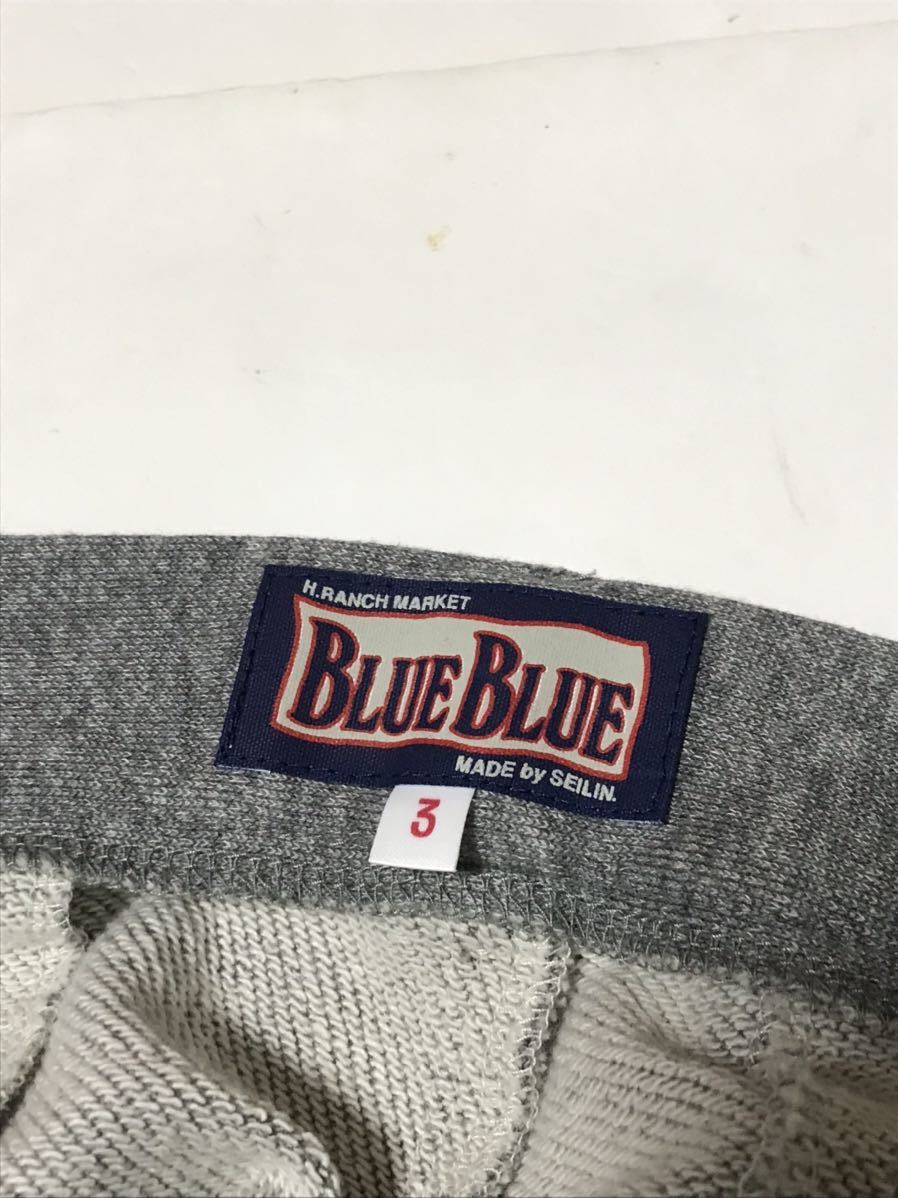 H.RANCH MARKET
BLUE BLUE
MADE by SEILIN.
3